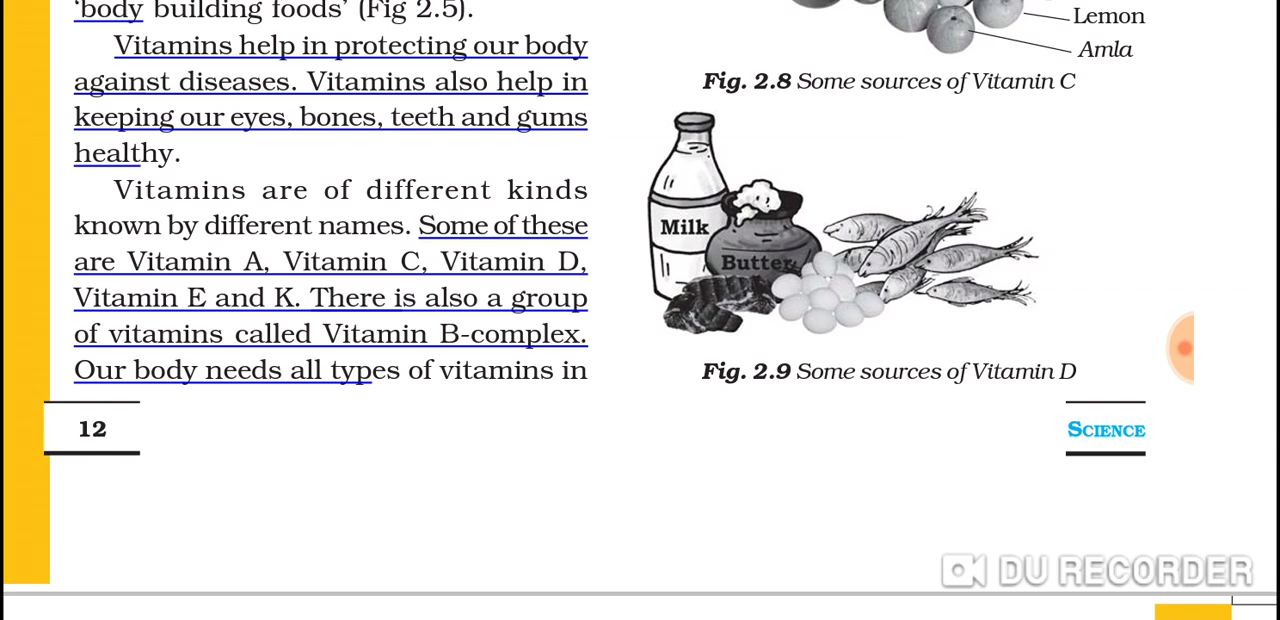 ‘body building foods’ (Fig 2.5).
Vitamins help in protecting our body
against diseases. Vitamins also help in
keeping our eyes, bones, teeth and gums
healthy.
Vitamins are of different kinds
known by different names. Some of these
are Vitamin A, Vitamin C, Vitamin D,
Vitamin E and K. There is also a group
of vitamins called Vitamin B-complex.
Our body needs all types of vitamins in
12
Lemon
Amla
Fig. 2.8 Some sources of Vitamin C
Milk
Butter
Fig. 2.9 Some sources of Vitamin D
SCIENCE
DU RECORDER